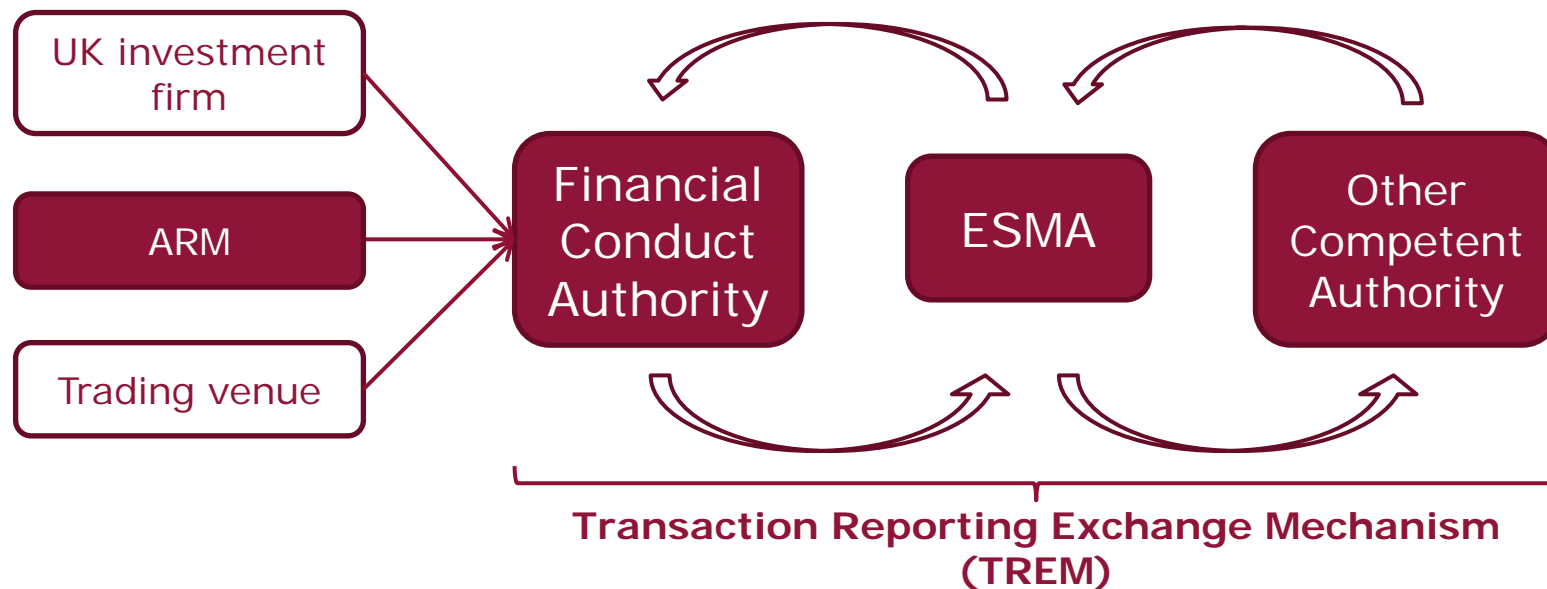 UK investment
firm
ARM
Trading venue
Financial
Conduct
Authority
ESMA
Other
Competent
Authority
Transaction Reporting Exchange Mechanism
(TREM)